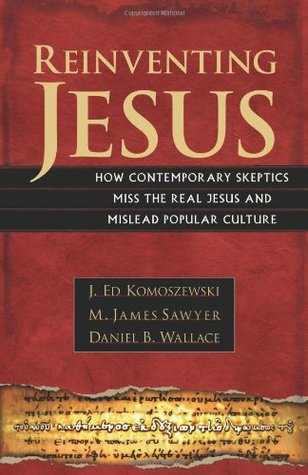 REINVENTING
JESUS
HOW CONTEMPORARY SKEPTICS
MISS THE REAL JESUS AND
MISLEAD POPULAR CULTURE
J. ED KOMOSZEWSKI
M. JAMES SAWYER
DANIEL B. WALLACE